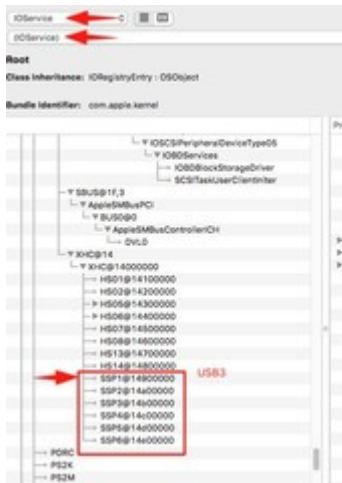 IOService
(IOService)
Root
Class Inheritance: IORegistryEntry : OSObject
Bundle Identifier: com.apple.kernel
Pr
IOSCSIPeripheralDeviceType05
IOBDServices
IOBDBlockStorageDriver
SCSITaskUserClientIniter
SBUS@1F,3
AppleSMBusPCI
BUS0@0
AppleSMBusControllerICH
DVL0
XHC@14
XHC@14000000
HS01@14100000
HS02@14200000
HS05@14300000
HS06@14400000
HS07@14500000
HS08@14600000
HS13@14700000
HS14@14800000
SSP1@14900000
USB3
SSP2@14a00000
SSP3@14b00000
SSP4@14c00000
SSP5@14d00000
SSP6@14e00000
PDRC
PS2K
PS2M